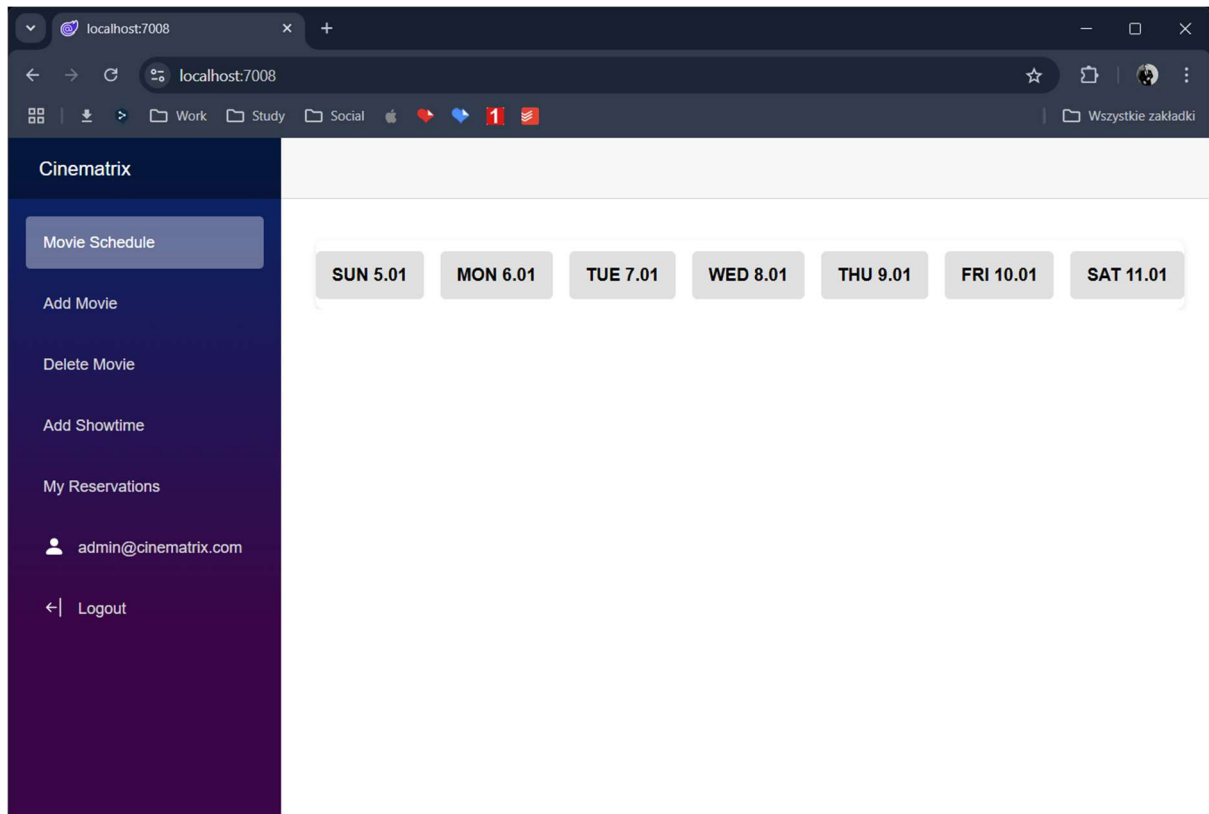 localhost:7008
localhost:7008
Work Study Social 1 Wszystkie zakładki
Cinematrix
Movie Schedule
SUN 5.01 MON 6.01 TUE 7.01 WED 8.01 THU 9.01 FRI 10.01 SAT 11.01
Add Movie
Delete Movie
Add Showtime
My Reservations
admin@cinematrix.com
Logout